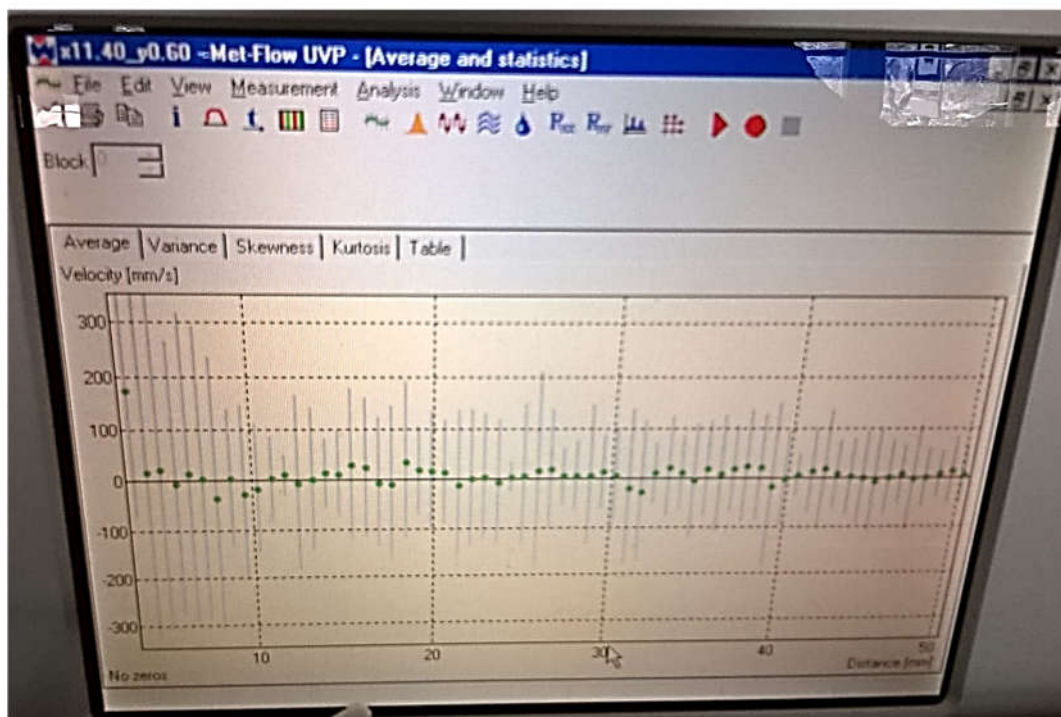 x11.40_y0.60 - Met-Flow UVP - [Average and statistics]
File Edit View Measurement Analysis Window Help
Block 0
Average Variance Skewness Kurtosis Table
Velocity [mm/s]
300
200
100
0
-100
-200
-300
10 20 30 40 50
Distance [mm]
No zeros